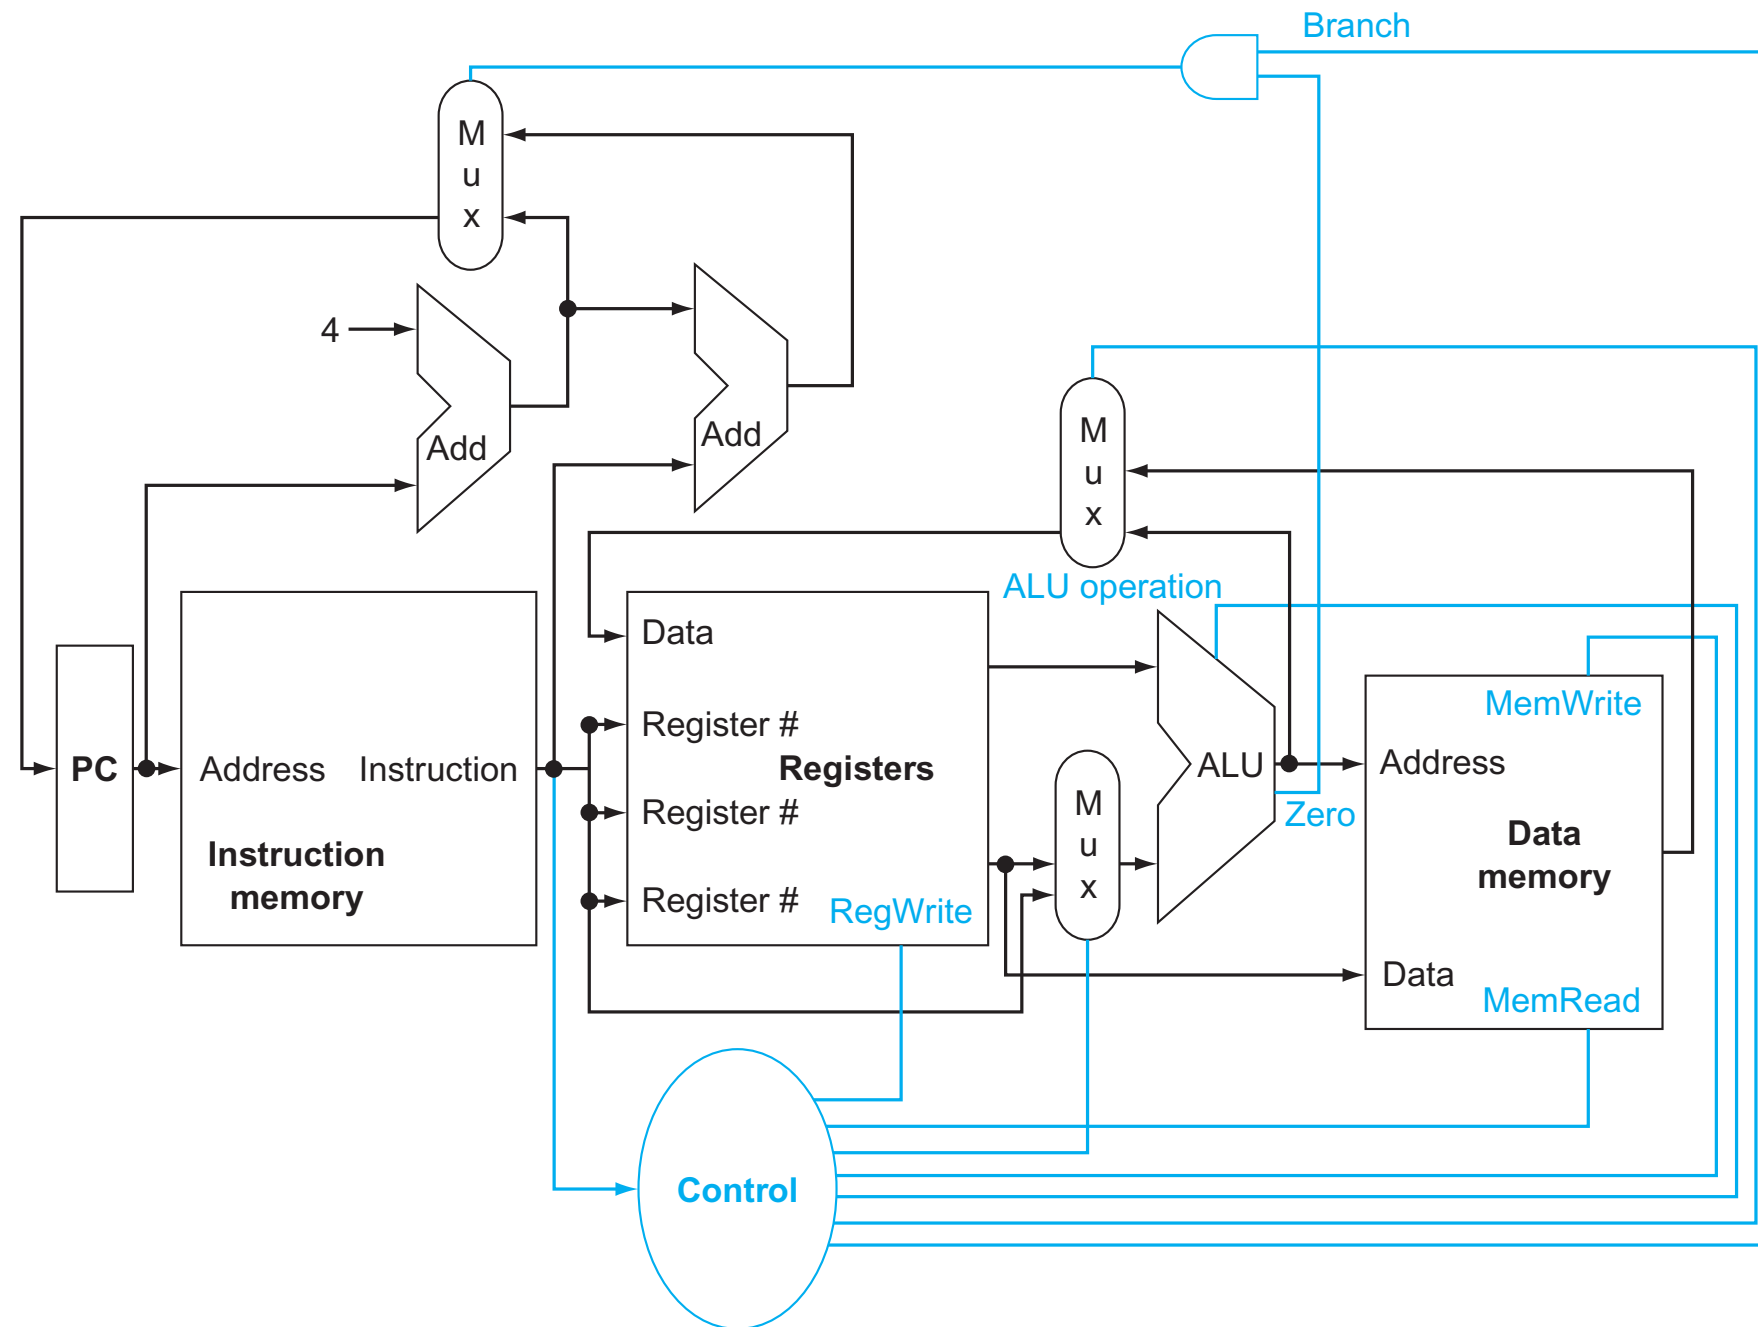 Branch
M
u
x
4
Add
Add
M
u
x
ALU operation
Data
Register #
Registers
Register #
Register #
RegWrite
PC
Address
Instruction
Instruction
memory
M
u
x
ALU
Zero
MemWrite
Address
Data
memory
Data
MemRead
Control